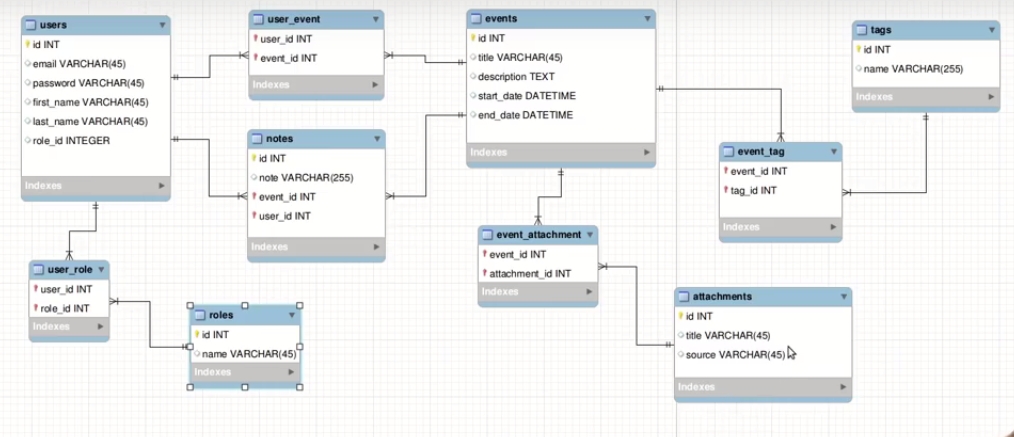 users
id INT
email VARCHAR(45)
password VARCHAR(45)
first_name VARCHAR(45)
last_name VARCHAR(45)
role_id INTEGER
Indexes
user_event
user_id INT
event_id INT
Indexes
events
id INT
title VARCHAR(45)
description TEXT
start_date DATETIME
end_date DATETIME
Indexes
tags
id INT
name VARCHAR(255)
Indexes
notes
id INT
note VARCHAR(255)
event_id INT
user_id INT
Indexes
event_tag
event_id INT
tag_id INT
Indexes
event_attachment
event_id INT
attachment_id INT
Indexes
user_role
user_id INT
role_id INT
Indexes
roles
id INT
name VARCHAR(45)
Indexes
attachments
id INT
title VARCHAR(45)
source VARCHAR(45)
Indexes